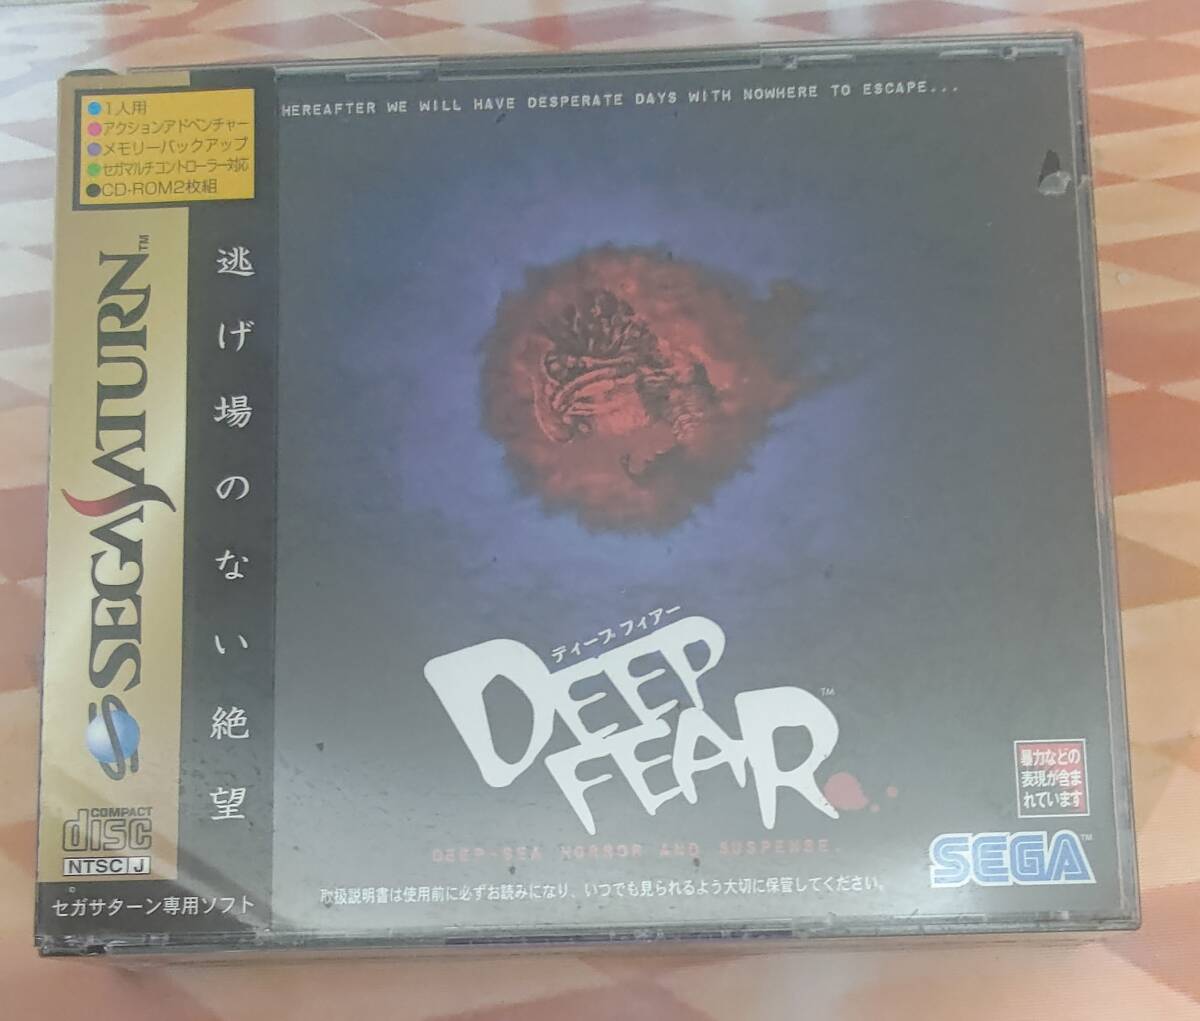 ●1人用
●アクションアドベンチャー
●メモリーバックアップ
●セガマルチコントローラー対応
●CD-ROM2枚組
SEGA SATURN™
COMPACT
disc
NTSC J
セガサターン専用ソフト
逃げ場のない絶望
HEREAFTER WE WILL HAVE DESPERATE DAYS WITH NOWHERE TO ESCAPE...
ディープフィアー
DEEP
FEAR™
DEEP-SEA HORROR AND SUSPENSE.
暴力などの
表現が含ま
れています
SEGA™
取扱説明書は使用前に必ずお読みになり、いつでも見られるよう大切に保管してください。